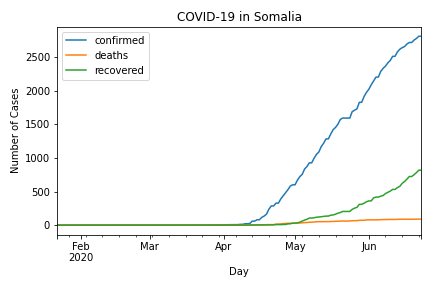 COVID-19 in Somalia
confirmed
deaths
recovered
Number of Cases
2500
2000
1500
1000
500
0
Feb
2020
Mar
Apr
May
Jun
Day